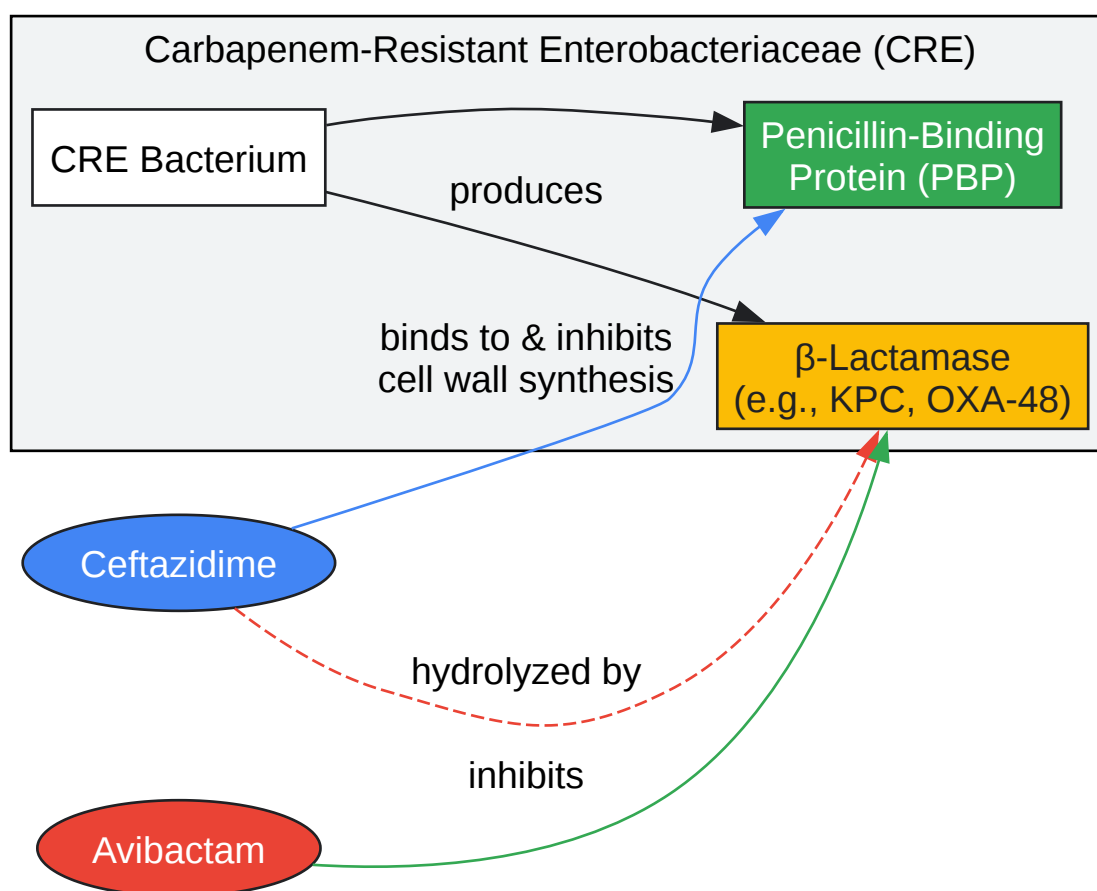 Carbapenem-Resistant Enterobacteriaceae (CRE)
CRE Bacterium
Penicillin-Binding
Protein (PBP)
produces
binds to & inhibits
cell wall synthesis
β-Lactamase
(e.g., KPC, OXA-48)
Ceftazidime
hydrolyzed by
inhibits
Avibactam